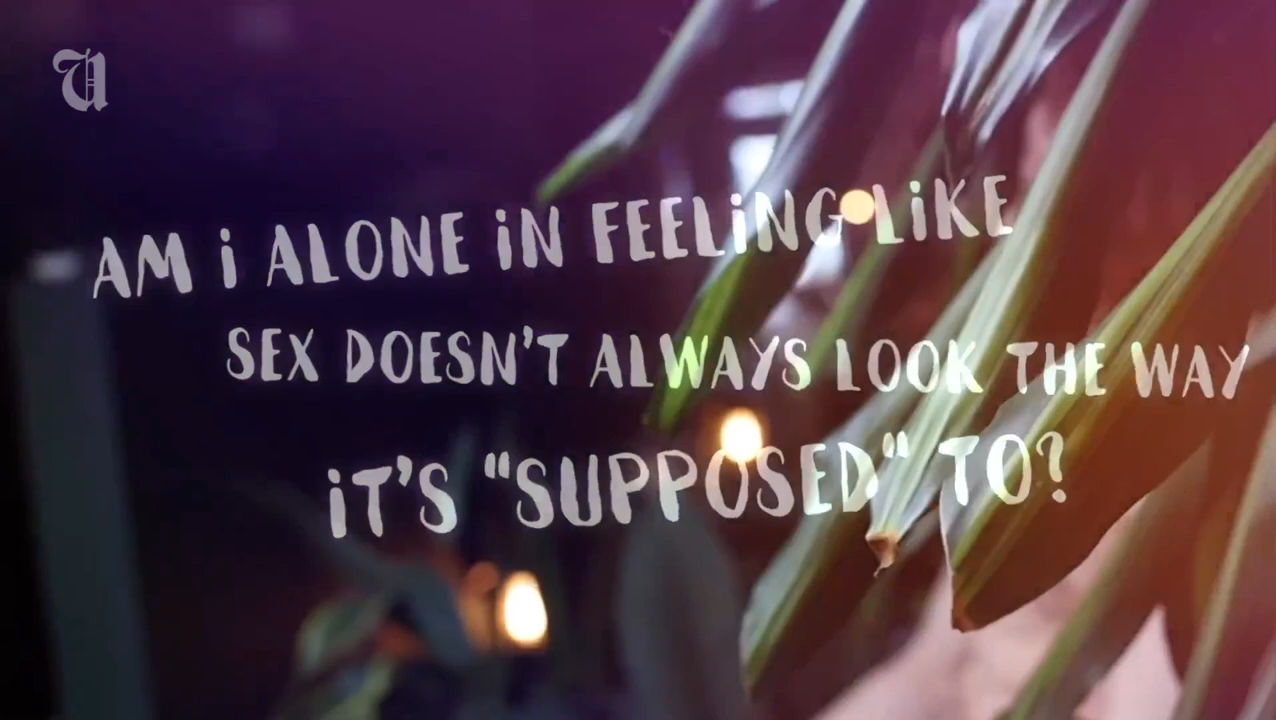 U
AM i ALONE iN FEELiNG LiKE
SEX DOESN'T ALWAYS LOOK THE WAY
iT'S "SUPPOSED" TO?